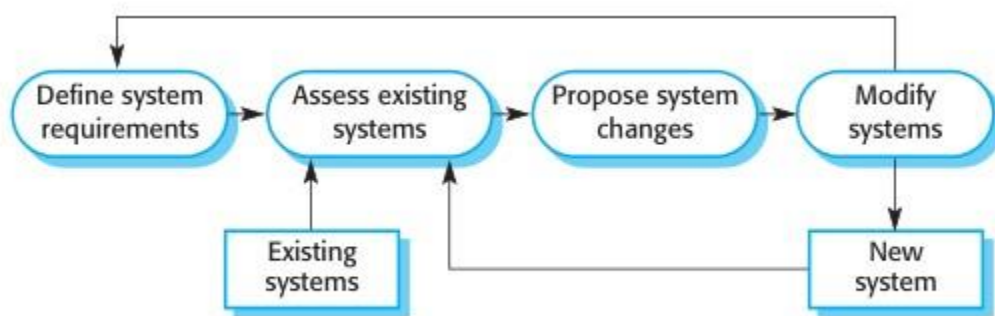 Define system
requirements
Assess existing
systems
Propose system
changes
Modify
systems
Existing
systems
New
system